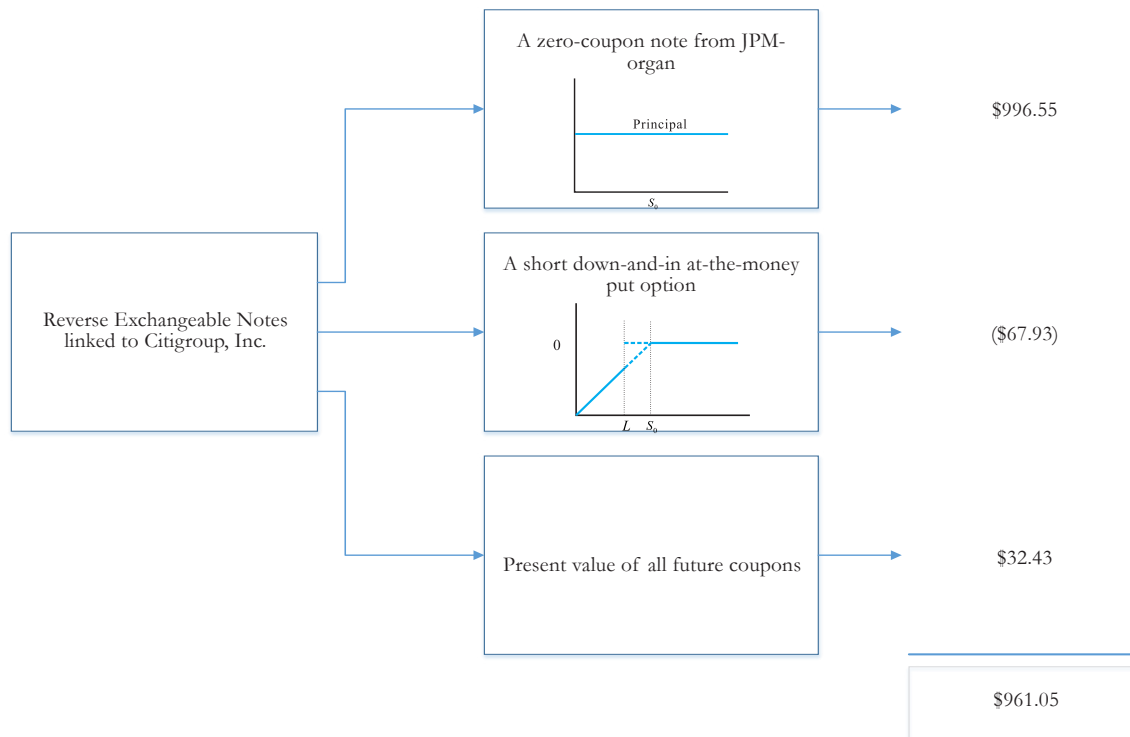 A zero-coupon note from JPM-
organ
Principal
S₀
$996.55
Reverse Exchangeable Notes
linked to Citigroup, Inc.
A short down-and-in at-the-money
put option
0
L S₀
($67.93)
Present value of all future coupons
$32.43
$961.05